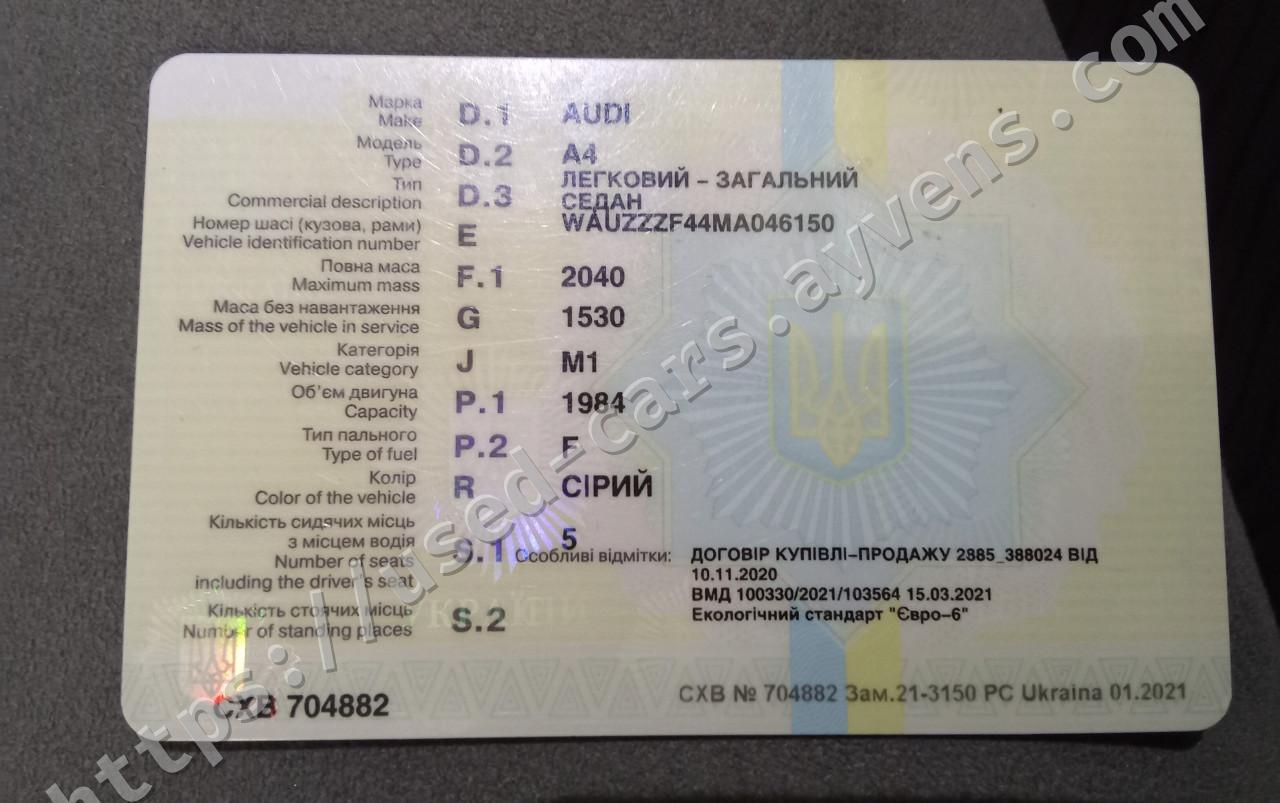 Марка
Make D.1 AUDI
Модель
Type D.2 A4
Тип
Commercial description D.3 ЛЕГКОВИЙ – ЗАГАЛЬНИЙ
СЕДАН
Номер шасі (кузова, рами)
Vehicle identification number E WAUZZZF44MA046150
Повна маса
Maximum mass F.1 2040
Маса без навантаження
Mass of the vehicle in service G 1530
Категорія
Vehicle category J M1
Об'єм двигуна
Capacity P.1 1984
Тип пального
Type of fuel P.2 F
Колір
Color of the vehicle R СІРИЙ
Кількість сидячих місць
з місцем водія
Number of seats
including the driver's seat S.1 5
Особливі відмітки: ДОГОВІР КУПІВЛІ–ПРОДАЖУ 2885_388024 ВІД
10.11.2020
ВМД 100330/2021/103564 15.03.2021
Екологічний стандарт "Євро–6"
Кількість стоячих місць
Number of standing places S.2
СХВ 704882
СХВ № 704882 Зам.21-3150 РС Ukraina 01.2021
https://used-cars.ayvens.com